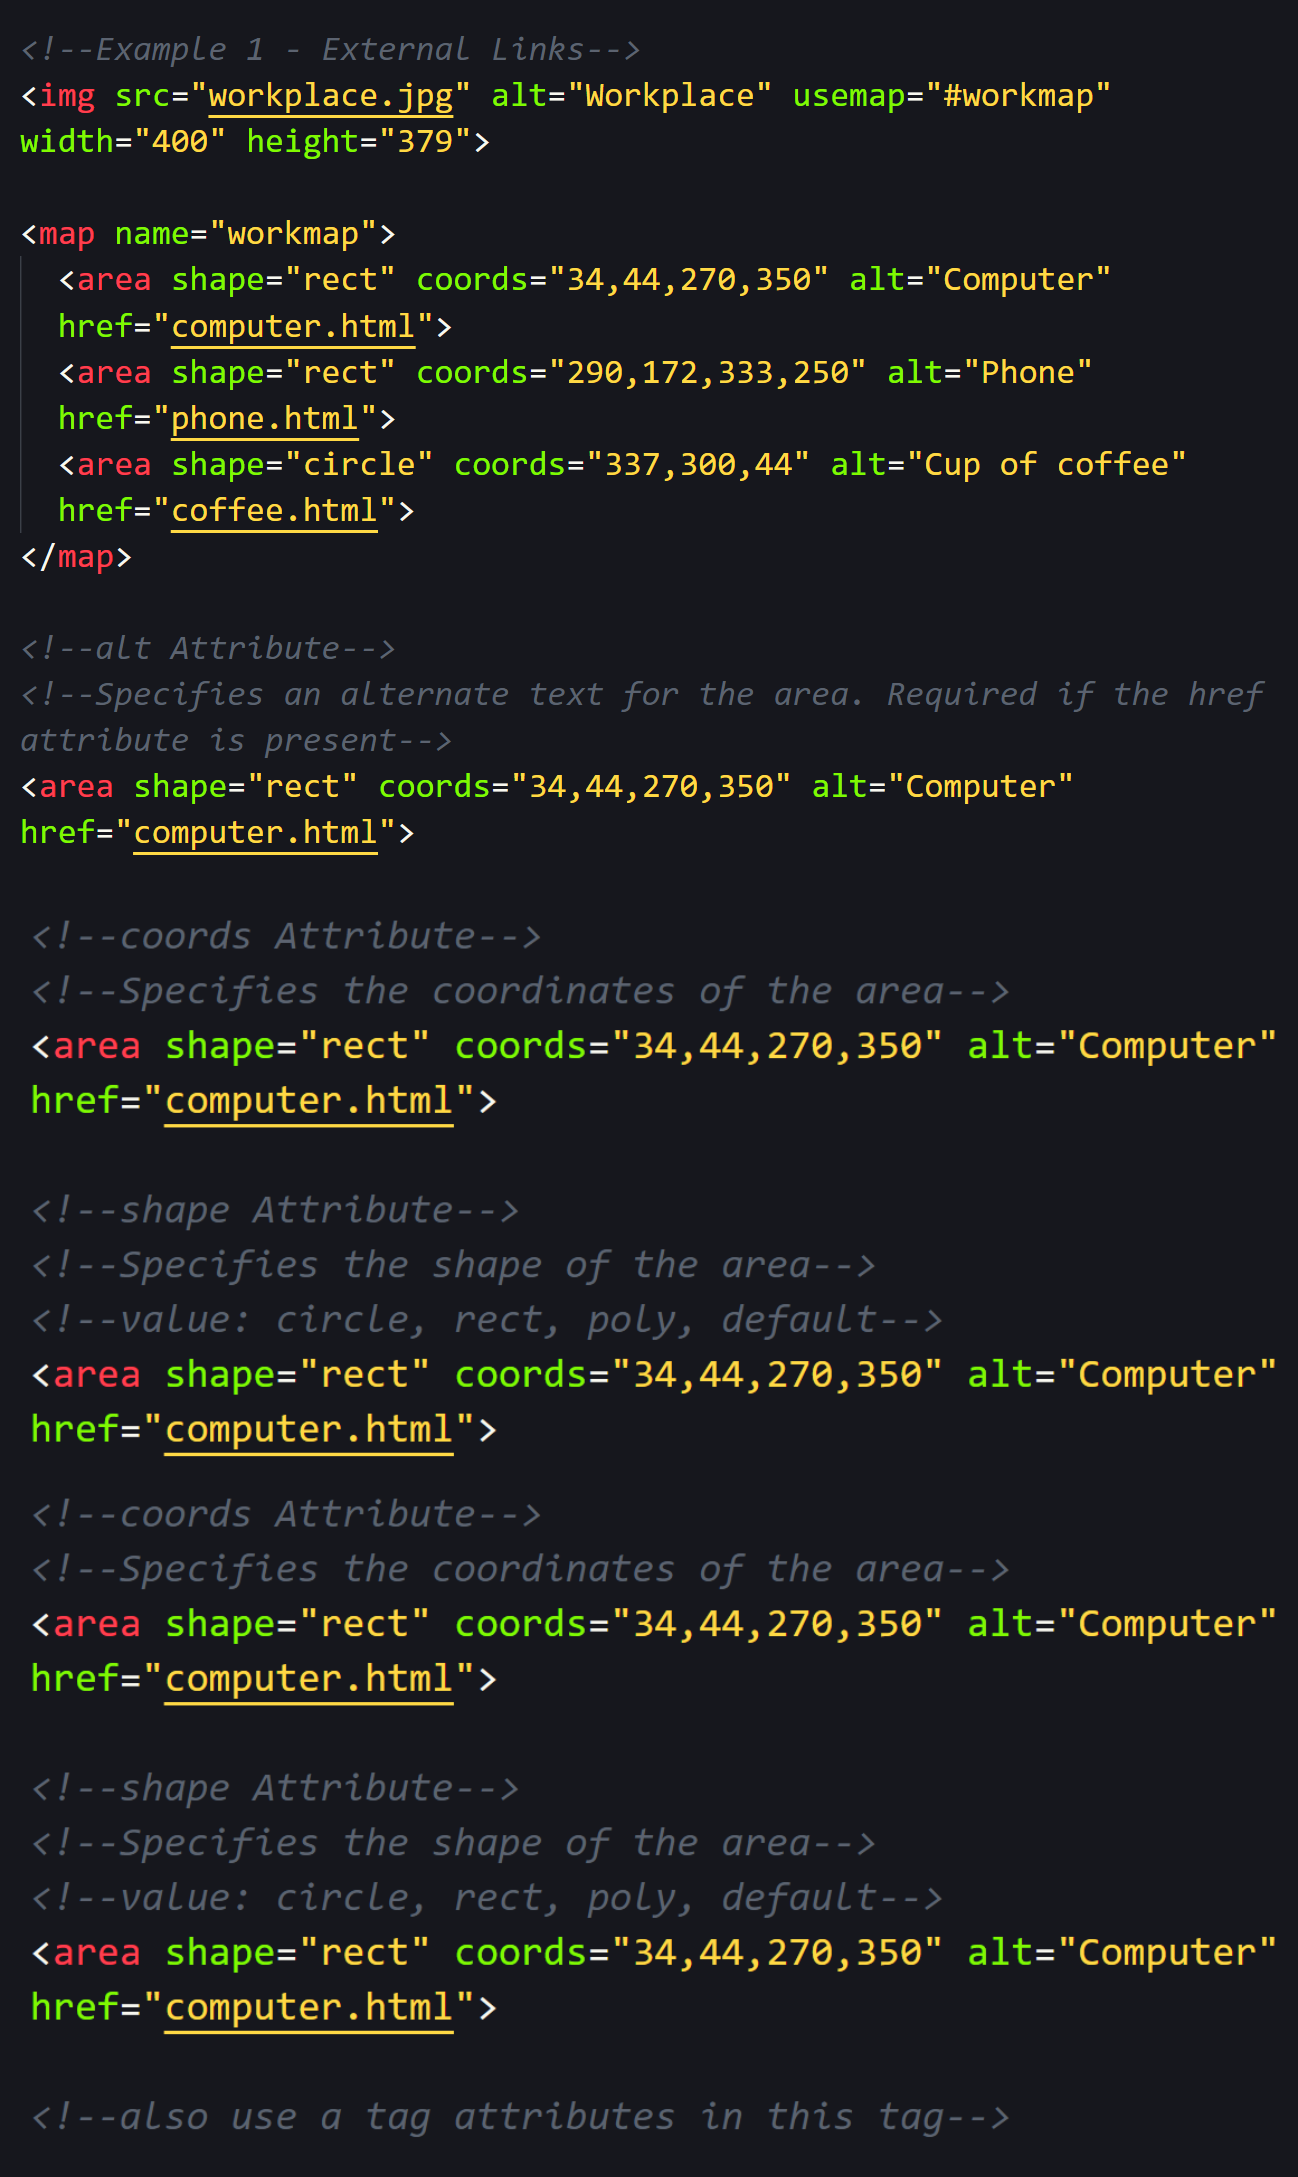 <!--Example 1 - External Links-->
<img src="workplace.jpg" alt="Workplace" usemap="#workmap"
width="400" height="379">
<map name="workmap">
<area shape="rect" coords="34,44,270,350" alt="Computer"
href="computer.html">
<area shape="rect" coords="290,172,333,250" alt="Phone"
href="phone.html">
<area shape="circle" coords="337,300,44" alt="Cup of coffee"
href="coffee.html">
</map>
<!--alt Attribute-->
<!--Specifies an alternate text for the area. Required if the href
attribute is present-->
<area shape="rect" coords="34,44,270,350" alt="Computer"
href="computer.html">
<!--coords Attribute-->
<!--Specifies the coordinates of the area-->
<area shape="rect" coords="34,44,270,350" alt="Computer"
href="computer.html">
<!--shape Attribute-->
<!--Specifies the shape of the area-->
<!--value: circle, rect, poly, default-->
<area shape="rect" coords="34,44,270,350" alt="Computer"
href="computer.html">
<!--coords Attribute-->
<!--Specifies the coordinates of the area-->
<area shape="rect" coords="34,44,270,350" alt="Computer"
href="computer.html">
<!--shape Attribute-->
<!--Specifies the shape of the area-->
<!--value: circle, rect, poly, default-->
<area shape="rect" coords="34,44,270,350" alt="Computer"
href="computer.html">
<!--also use a tag attributes in this tag-->